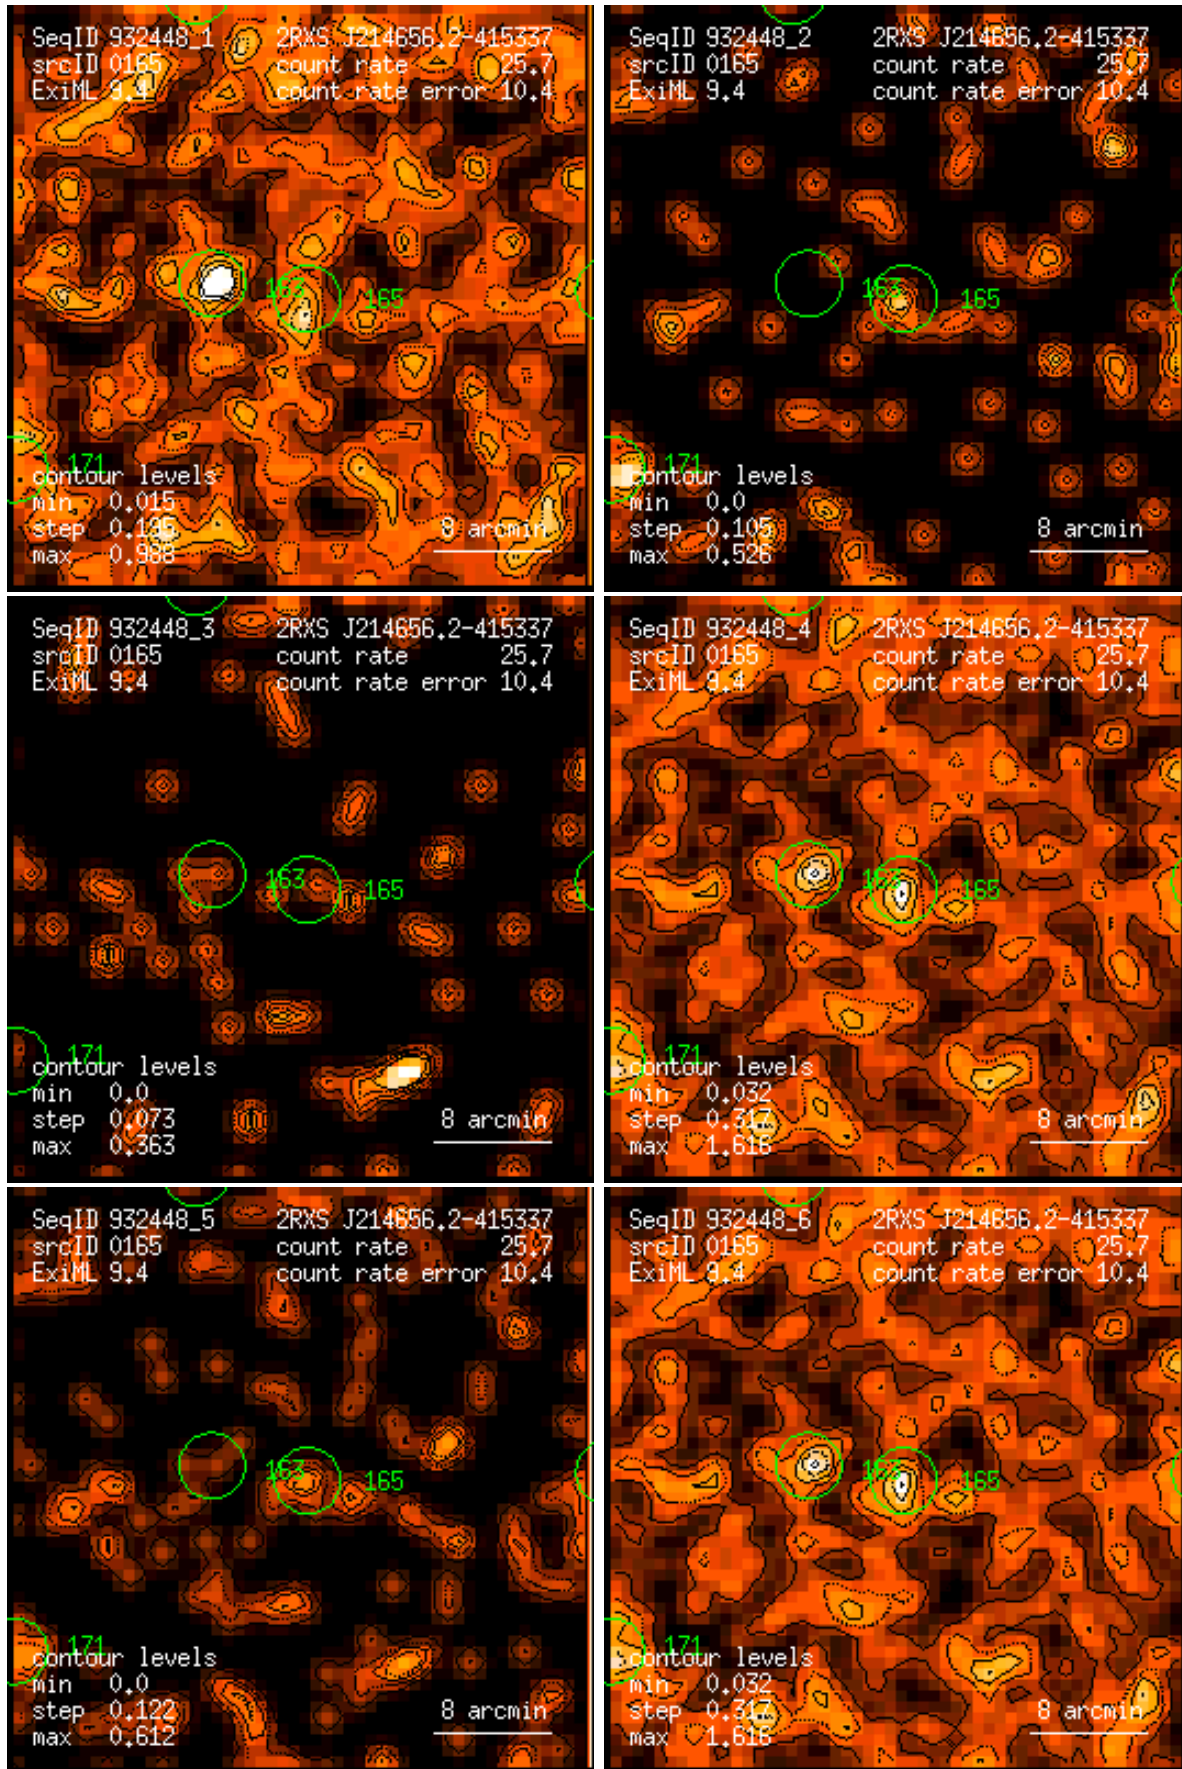 SeqID 932448_1 2RXS J214656.2-415337
srcID 0165 count rate 25.7
ExiML 9.4 count rate error 10.4
163 165
171
contour levels
min 0.015
step 0.195
max 0.988
8 arcmin
SeqID 932448_2 2RXS J214656.2-415337
srcID 0165 count rate 25.7
ExiML 9.4 count rate error 10.4
163 165
171
contour levels
min 0.0
step 0.105
max 0.526
8 arcmin
SeqID 932448_3 2RXS J214656.2-415337
srcID 0165 count rate 25.7
ExiML 9.4 count rate error 10.4
163 165
171
contour levels
min 0.0
step 0.073
max 0.363
8 arcmin
SeqID 932448_4 2RXS J214656.2-415337
srcID 0165 count rate 25.7
ExiML 9.4 count rate error 10.4
163 165
171
contour levels
min 0.032
step 0.317
max 1.616
8 arcmin
SeqID 932448_5 2RXS J214656.2-415337
srcID 0165 count rate 25.7
ExiML 9.4 count rate error 10.4
163 165
171
contour levels
min 0.0
step 0.122
max 0.612
8 arcmin
SeqID 932448_6 2RXS J214656.2-415337
srcID 0165 count rate 25.7
ExiML 9.4 count rate error 10.4
163 165
171
contour levels
min 0.032
step 0.317
max 1.616
8 arcmin